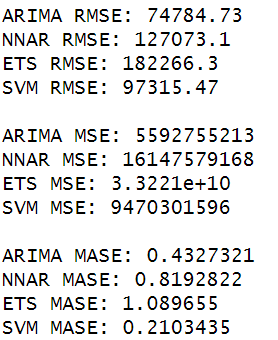 ARIMA RMSE: 74784.73
NNAR RMSE: 127073.1
ETS RMSE: 182266.3
SVM RMSE: 97315.47
ARIMA MSE: 5592755213
NNAR MSE: 16147579168
ETS MSE: 3.3221e+10
SVM MSE: 9470301596
ARIMA MASE: 0.4327321
NNAR MASE: 0.8192822
ETS MASE: 1.089655
SVM MASE: 0.2103435